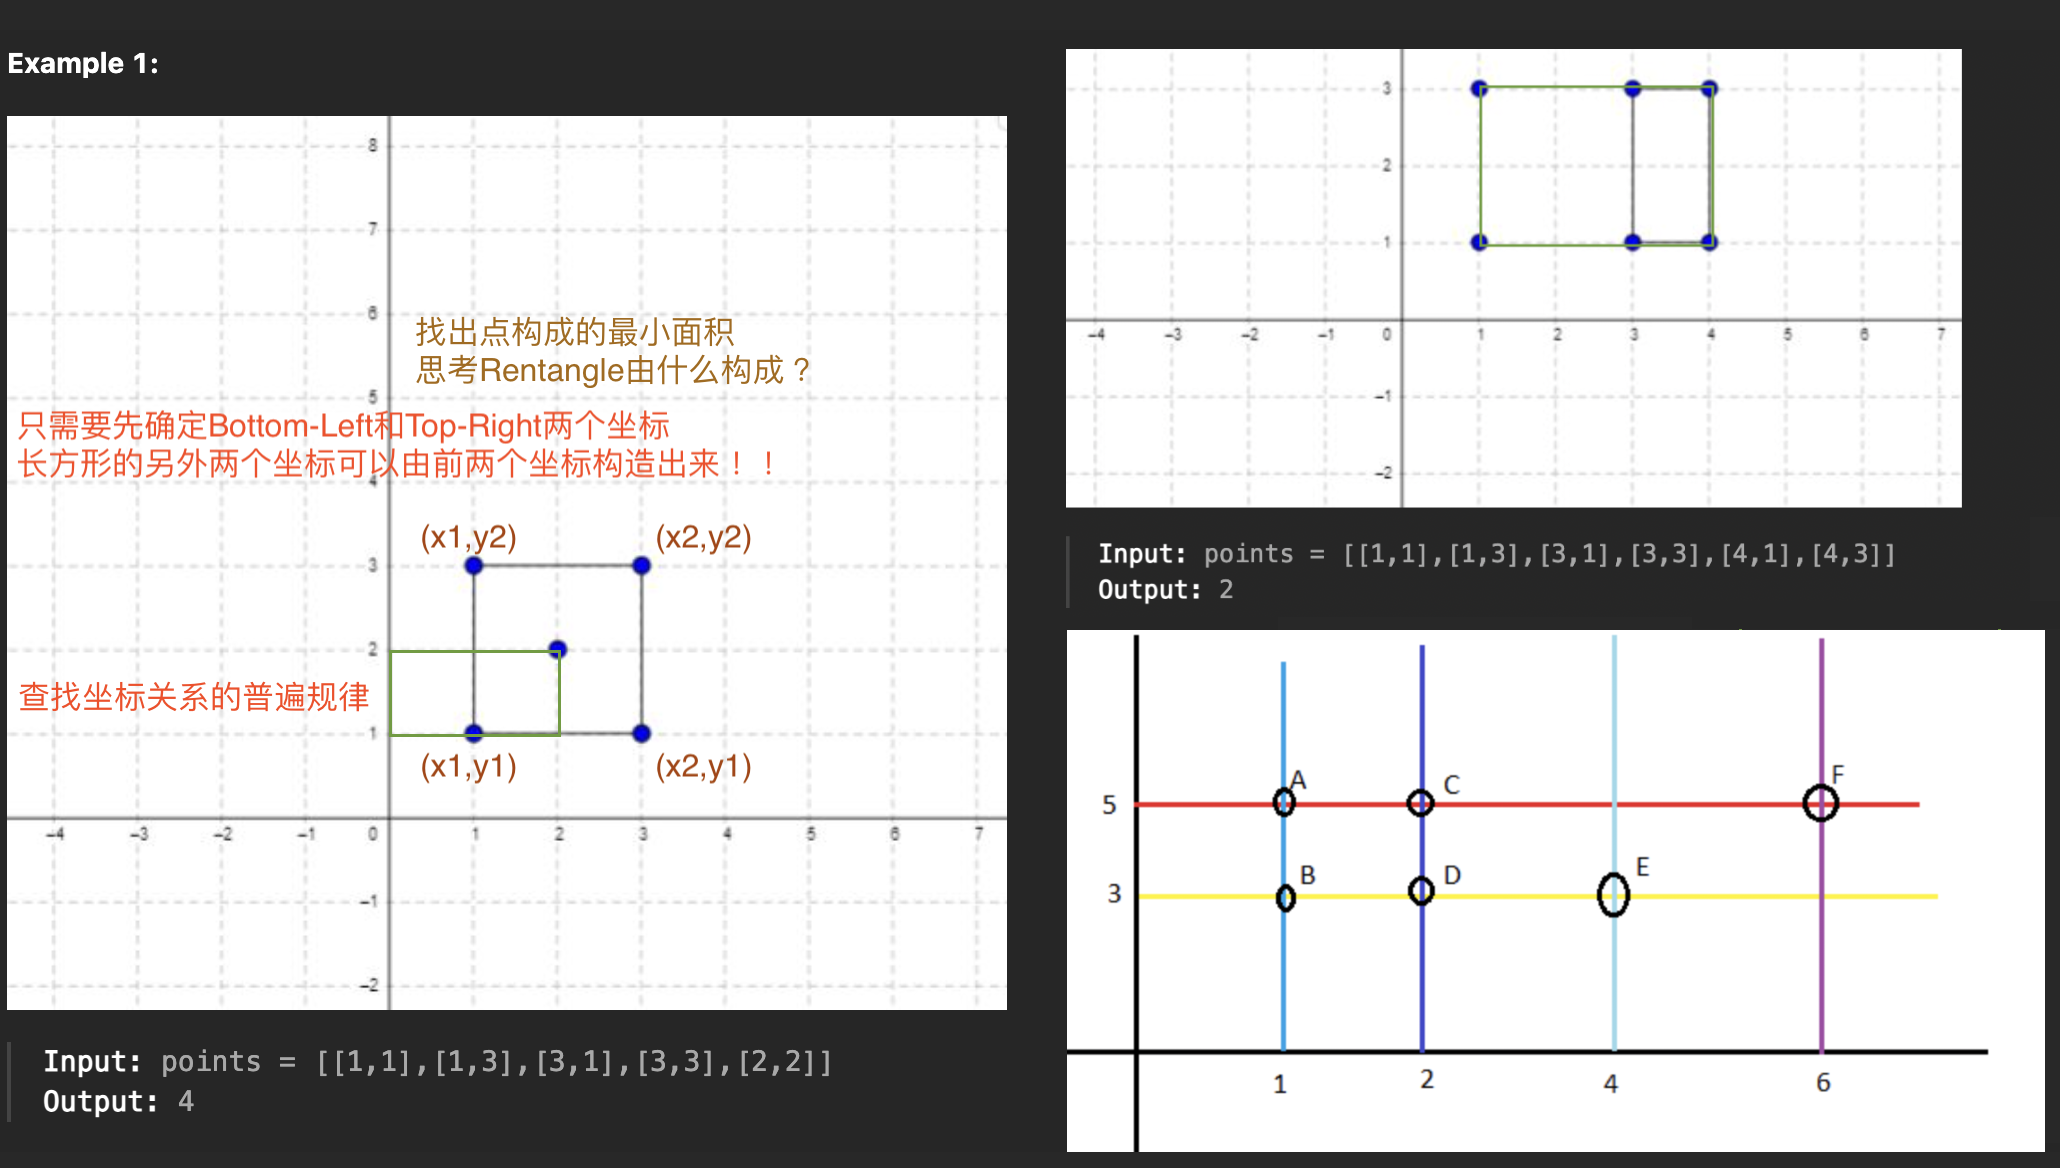 Example 1:
8
7
6
找出点构成的最小面积
思考Rentangle由什么构成？
5
只需要先确定Bottom-Left和Top-Right两个坐标
长方形的另外两个坐标可以由前两个坐标构造出来！！
4
(x1,y2) (x2,y2)
3
2
查找坐标关系的普遍规律
1
(x1,y1) (x2,y1)
-4 -3 -2 -1 0 1 2 3 4 5 6 7
-1
-2
Input: points = [[1,1],[1,3],[3,1],[3,3],[2,2]]
Output: 4
3
2
1
-4 -3 -2 -1 0 1 2 3 4 5 6 7
-1
-2
Input: points = [[1,1],[1,3],[3,1],[3,3],[4,1],[4,3]]
Output: 2
A C F
5
B D E
3
1 2 4 6